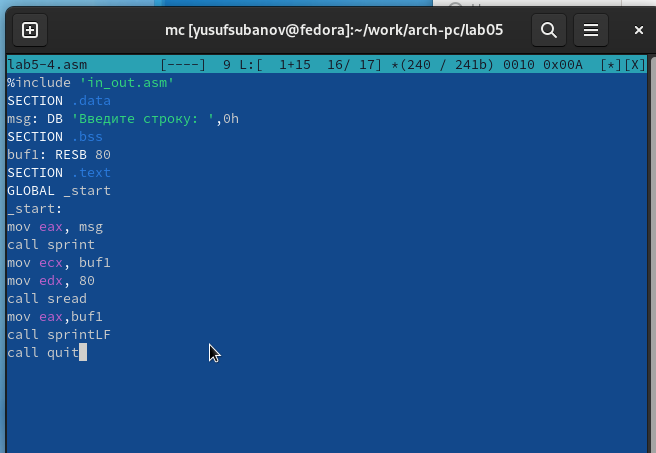 mc [yusufsubanov@fedora]:~/work/arch-pc/lab05
lab5-4.asm [----] 9 L:[ 1+15 16/ 17] *(240 / 241b) 0010 0x00A [*][X]
%include 'in_out.asm'
SECTION .data
msg: DB 'Введите строку: ',0h
SECTION .bss
buf1: RESB 80
SECTION .text
GLOBAL _start
_start:
mov eax, msg
call sprint
mov ecx, buf1
mov edx, 80
call sread
mov eax,buf1
call sprintLF
call quit